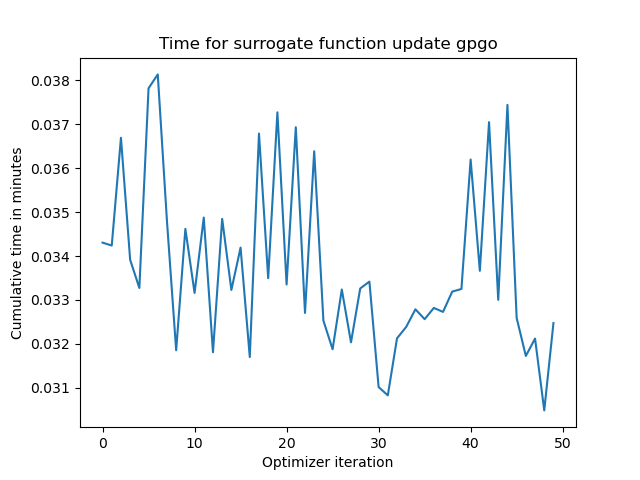 Time for surrogate function update gpgo
0.038
0.037
0.036
0.035
0.034
0.033
0.032
0.031
Cumulative time in minutes
0 10 20 30 40 50
Optimizer iteration